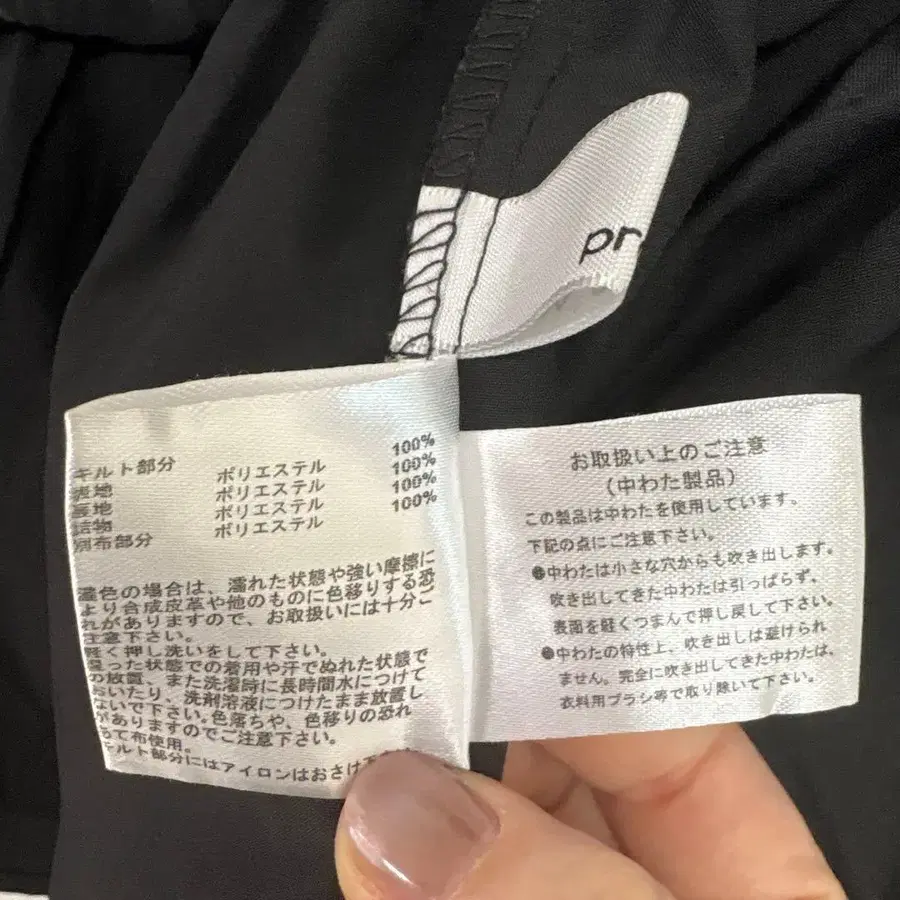 pr
キルト部分
表地 ポリエステル 100%
裏地 ポリエステル 100%
詰物 ポリエステル 100%
別布部分 ポリエステル 100%
濃色の場合は、濡れた状態や強い摩擦に
より合成皮革や他のものに色移りする恐
れがありますので、お取扱いには十分ご
注意下さい。
軽く押し洗いをして下さい。
湿った状態での着用や汗でぬれた状態で
の放置、また洗濯時に長時間水につけて
おいたり、洗剤溶液につけたまま放置し
ないで下さい。色落ちや、色移りの恐れ
がありますのでご注意下さい。
あて布使用。
キルト部分にはアイロンはおさけ
お取扱い上のご注意
(中わた製品)
この製品は中わたを使用しています。
下記の点にご注意下さい。
●中わたは小さな穴からも吹き出します。
吹き出してきた中わたは引っぱらず、
表面を軽くつまんで押し戻して下さい。
●中わたの特性上、吹き出しは避けられ
ません。完全に吹き出してきた中わたは、
衣料用ブラシ等で取り除いて下さい。